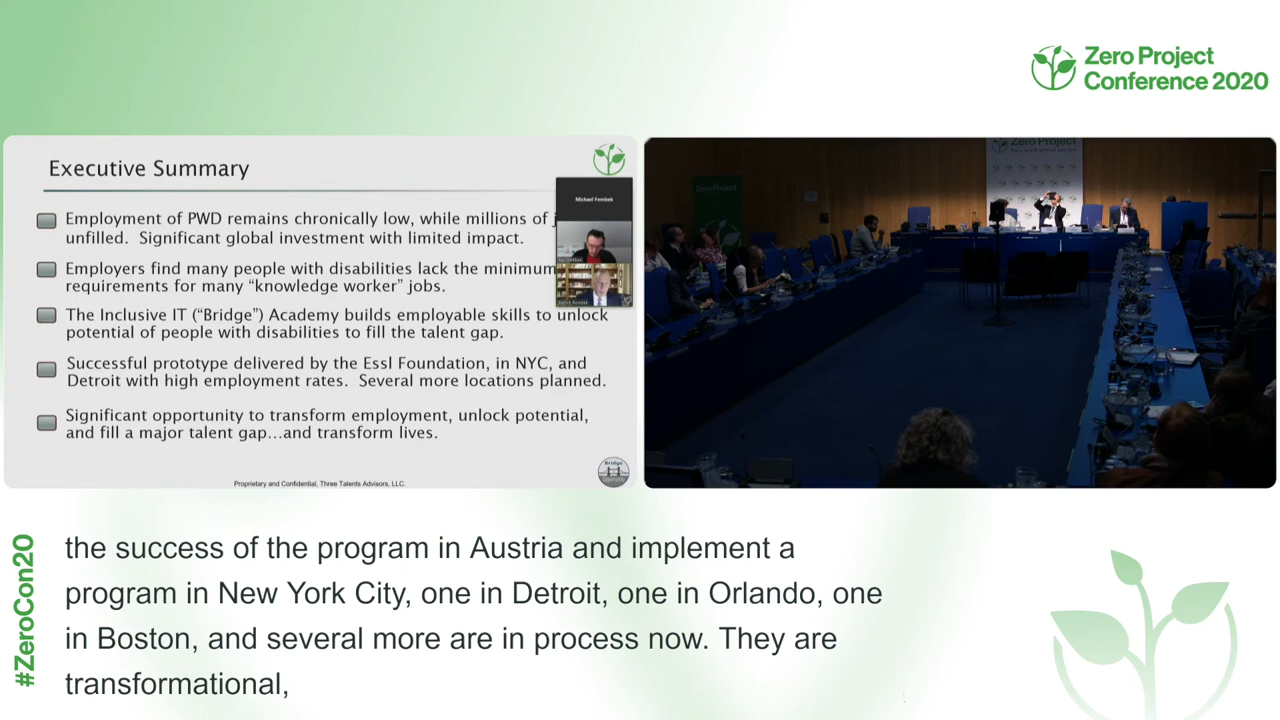 Zero Project
Conference 2020
Executive Summary
Employment of PWD remains chronically low, while millions of
unfilled. Significant global investment with limited impact.
Employers find many people with disabilities lack the minimum
requirements for many “knowledge worker” jobs.
The Inclusive IT (“Bridge”) Academy builds employable skills to unlock
potential of people with disabilities to fill the talent gap.
Successful prototype delivered by the Essl Foundation, in NYC, and
Detroit with high employment rates. Several more locations planned.
Significant opportunity to transform employment, unlock potential,
and fill a major talent gap…and transform lives.
Proprietary and Confidential, Three Talents Advisors, LLC.
Bridge
Opportunity
Michael Fembek
Zero Project
#ZeroCon20
the success of the program in Austria and implement a
program in New York City, one in Detroit, one in Orlando, one
in Boston, and several more are in process now. They are
transformational,